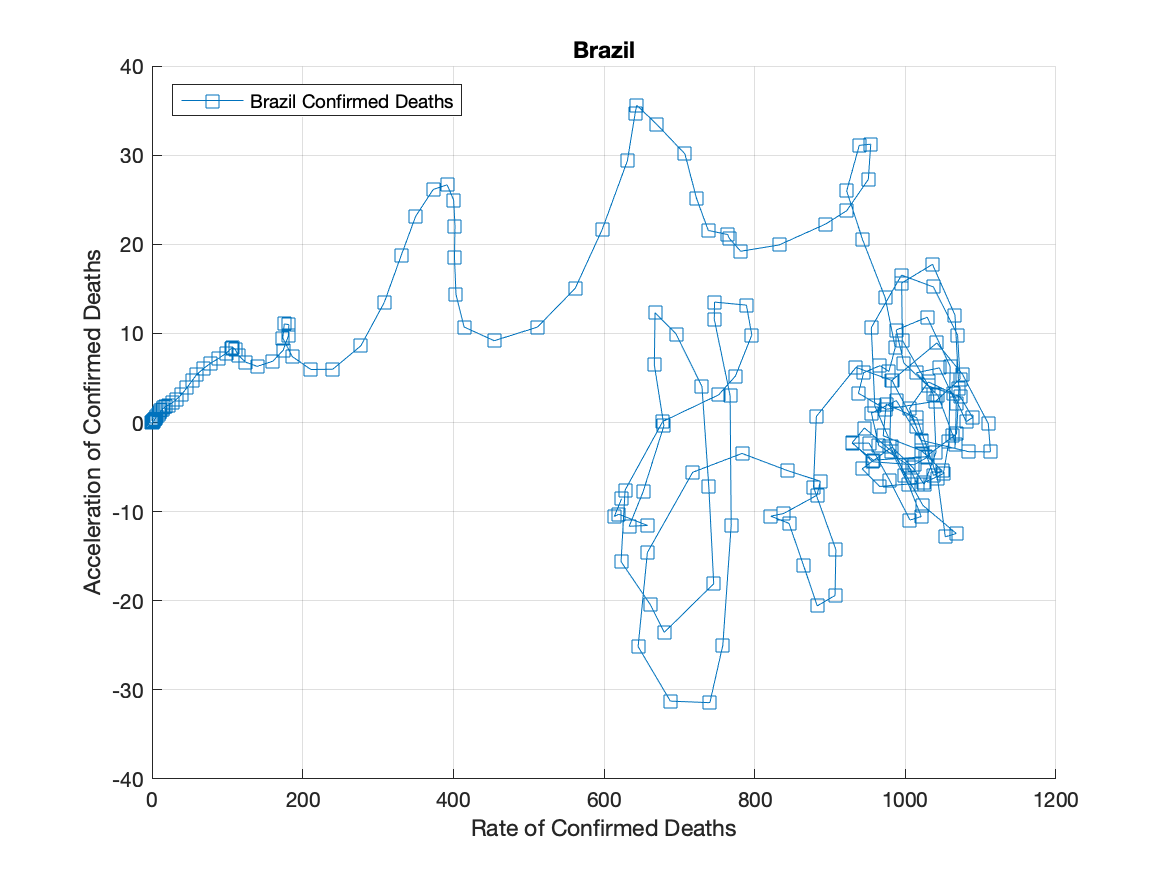 Brazil
Brazil Confirmed Deaths
Acceleration of Confirmed Deaths
40
30
20
10
0
-10
-20
-30
-40
0 200 400 600 800 1000 1200
Rate of Confirmed Deaths